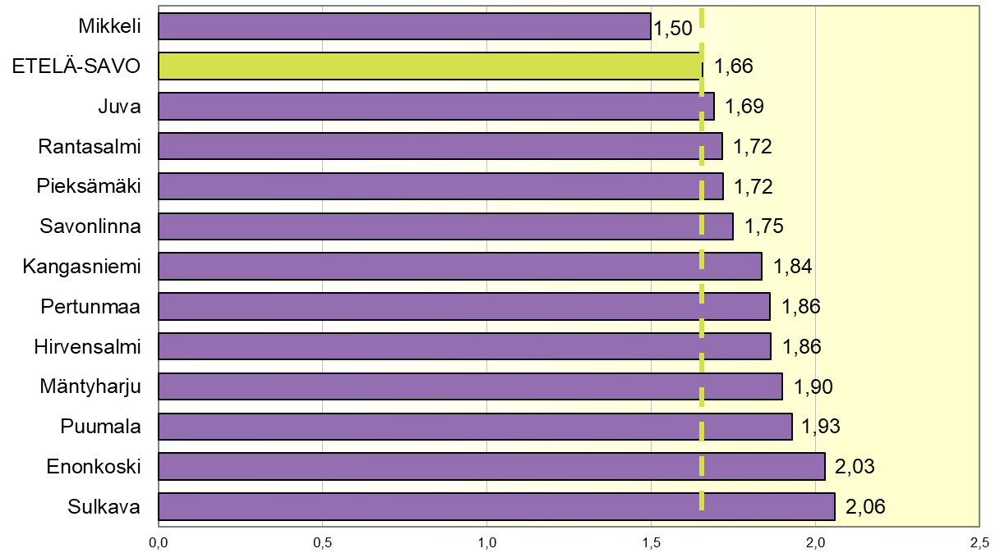 Mikkeli 1,50
ETELÄ-SAVO 1,66
Juva 1,69
Rantasalmi 1,72
Pieksämäki 1,72
Savonlinna 1,75
Kangasniemi 1,84
Pertunmaa 1,86
Hirvensalmi 1,86
Mäntyharju 1,90
Puumala 1,93
Enonkoski 2,03
Sulkava 2,06
0,0 0,5 1,0 1,5 2,0 2,5